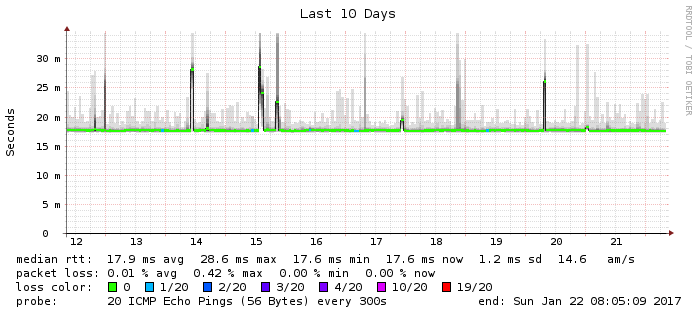 Last 10 Days
RRDTOOL / TOBI OETIKER
Seconds
30 m
25 m
20 m
15 m
10 m
5 m
0
12 13 14 15 16 17 18 19 20 21
median rtt: 17.9 ms avg 28.6 ms max 17.6 ms min 17.6 ms now 1.2 ms sd 14.6 am/s
packet loss: 0.01 % avg 0.42 % max 0.00 % min 0.00 % now
loss color: 0 1/20 2/20 3/20 4/20 10/20 19/20
probe: 20 ICMP Echo Pings (56 Bytes) every 300s end: Sun Jan 22 08:05:09 2017